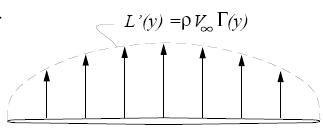 L'(y) = ρ V∞ Γ(y)